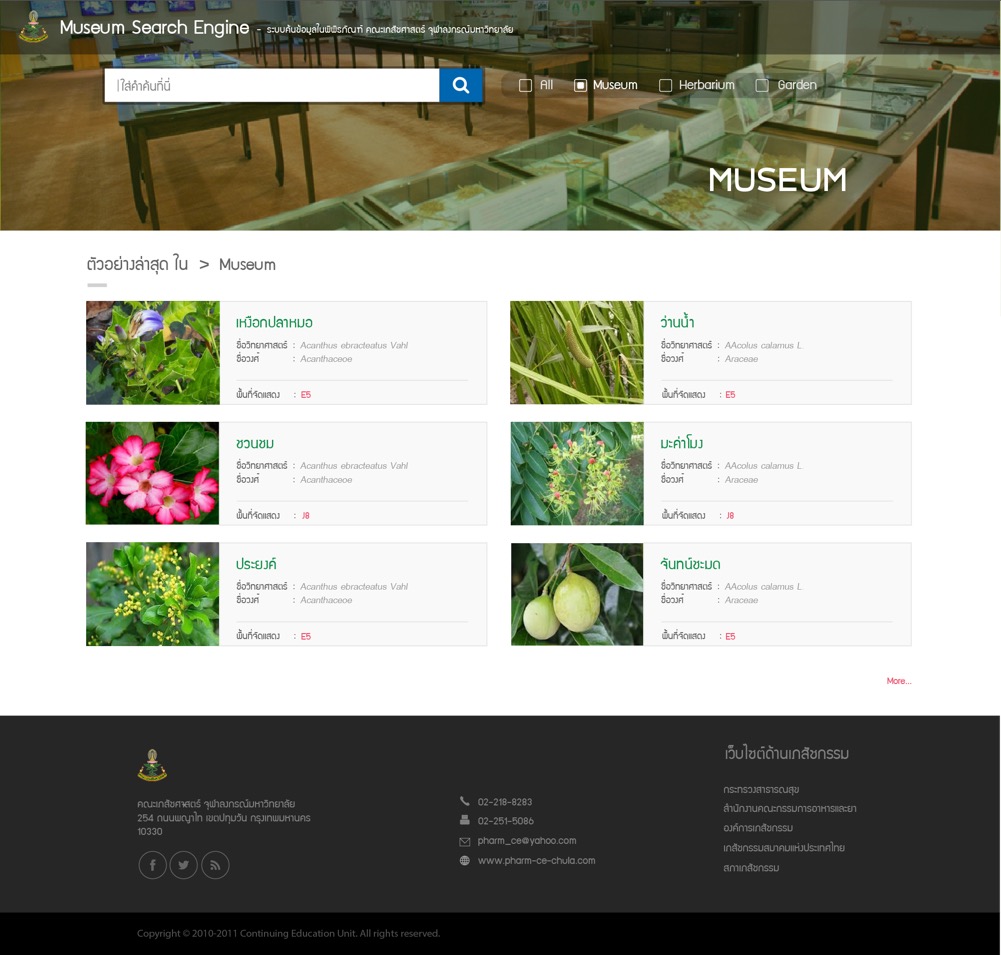 Museum Search Engine - ระบบค้นข้อมูลในพิพิธภัณฑ์ คณะเภสัชศาสตร์ จุฬาลงกรณ์มหาวิทยาลัย
ใส่คำค้นที่นี่
All Museum Herbarium Garden
MUSEUM
ตัวอย่างล่าสุด ใน > Museum
เหงือกปลาหมอ
ชื่อวิทยาศาสตร์ : Acanthus ebracteatus Vahl
ชื่อวงศ์ : Acanthaceoe
พื้นที่จัดแสดง : E5
ว่านน้ำ
ชื่อวิทยาศาสตร์ : AAcolus calamus L.
ชื่อวงศ์ : Araceae
พื้นที่จัดแสดง : E5
ชวนชม
ชื่อวิทยาศาสตร์ : Acanthus ebracteatus Vahl
ชื่อวงศ์ : Acanthaceoe
พื้นที่จัดแสดง : J8
มะค่าโมง
ชื่อวิทยาศาสตร์ : AAcolus calamus L.
ชื่อวงศ์ : Araceae
พื้นที่จัดแสดง : J8
ประยงค์
ชื่อวิทยาศาสตร์ : Acanthus ebracteatus Vahl
ชื่อวงศ์ : Acanthaceoe
พื้นที่จัดแสดง : E5
จันทน์ชะมด
ชื่อวิทยาศาสตร์ : AAcolus calamus L.
ชื่อวงศ์ : Araceae
พื้นที่จัดแสดง : E5
More...
คณะเภสัชศาสตร์ จุฬาลงกรณ์มหาวิทยาลัย
254 ถนนพญาไท เขตปทุมวัน กรุงเทพมหานคร
10330
02-218-8283
02-251-5086
pharm_ce@yahoo.com
www.pharm-ce-chula.com
เว็บไซต์ด้านเภสัชกรรม
กระทรวงสาธารณสุข
สำนักงานคณะกรรมการอาหารและยา
องค์การเภสัชกรรม
เภสัชกรรมสมาคมแห่งประเทศไทย
สภาเภสัชกรรม
Copyright © 2010-2011 Continuing Education Unit. All rights reserved.